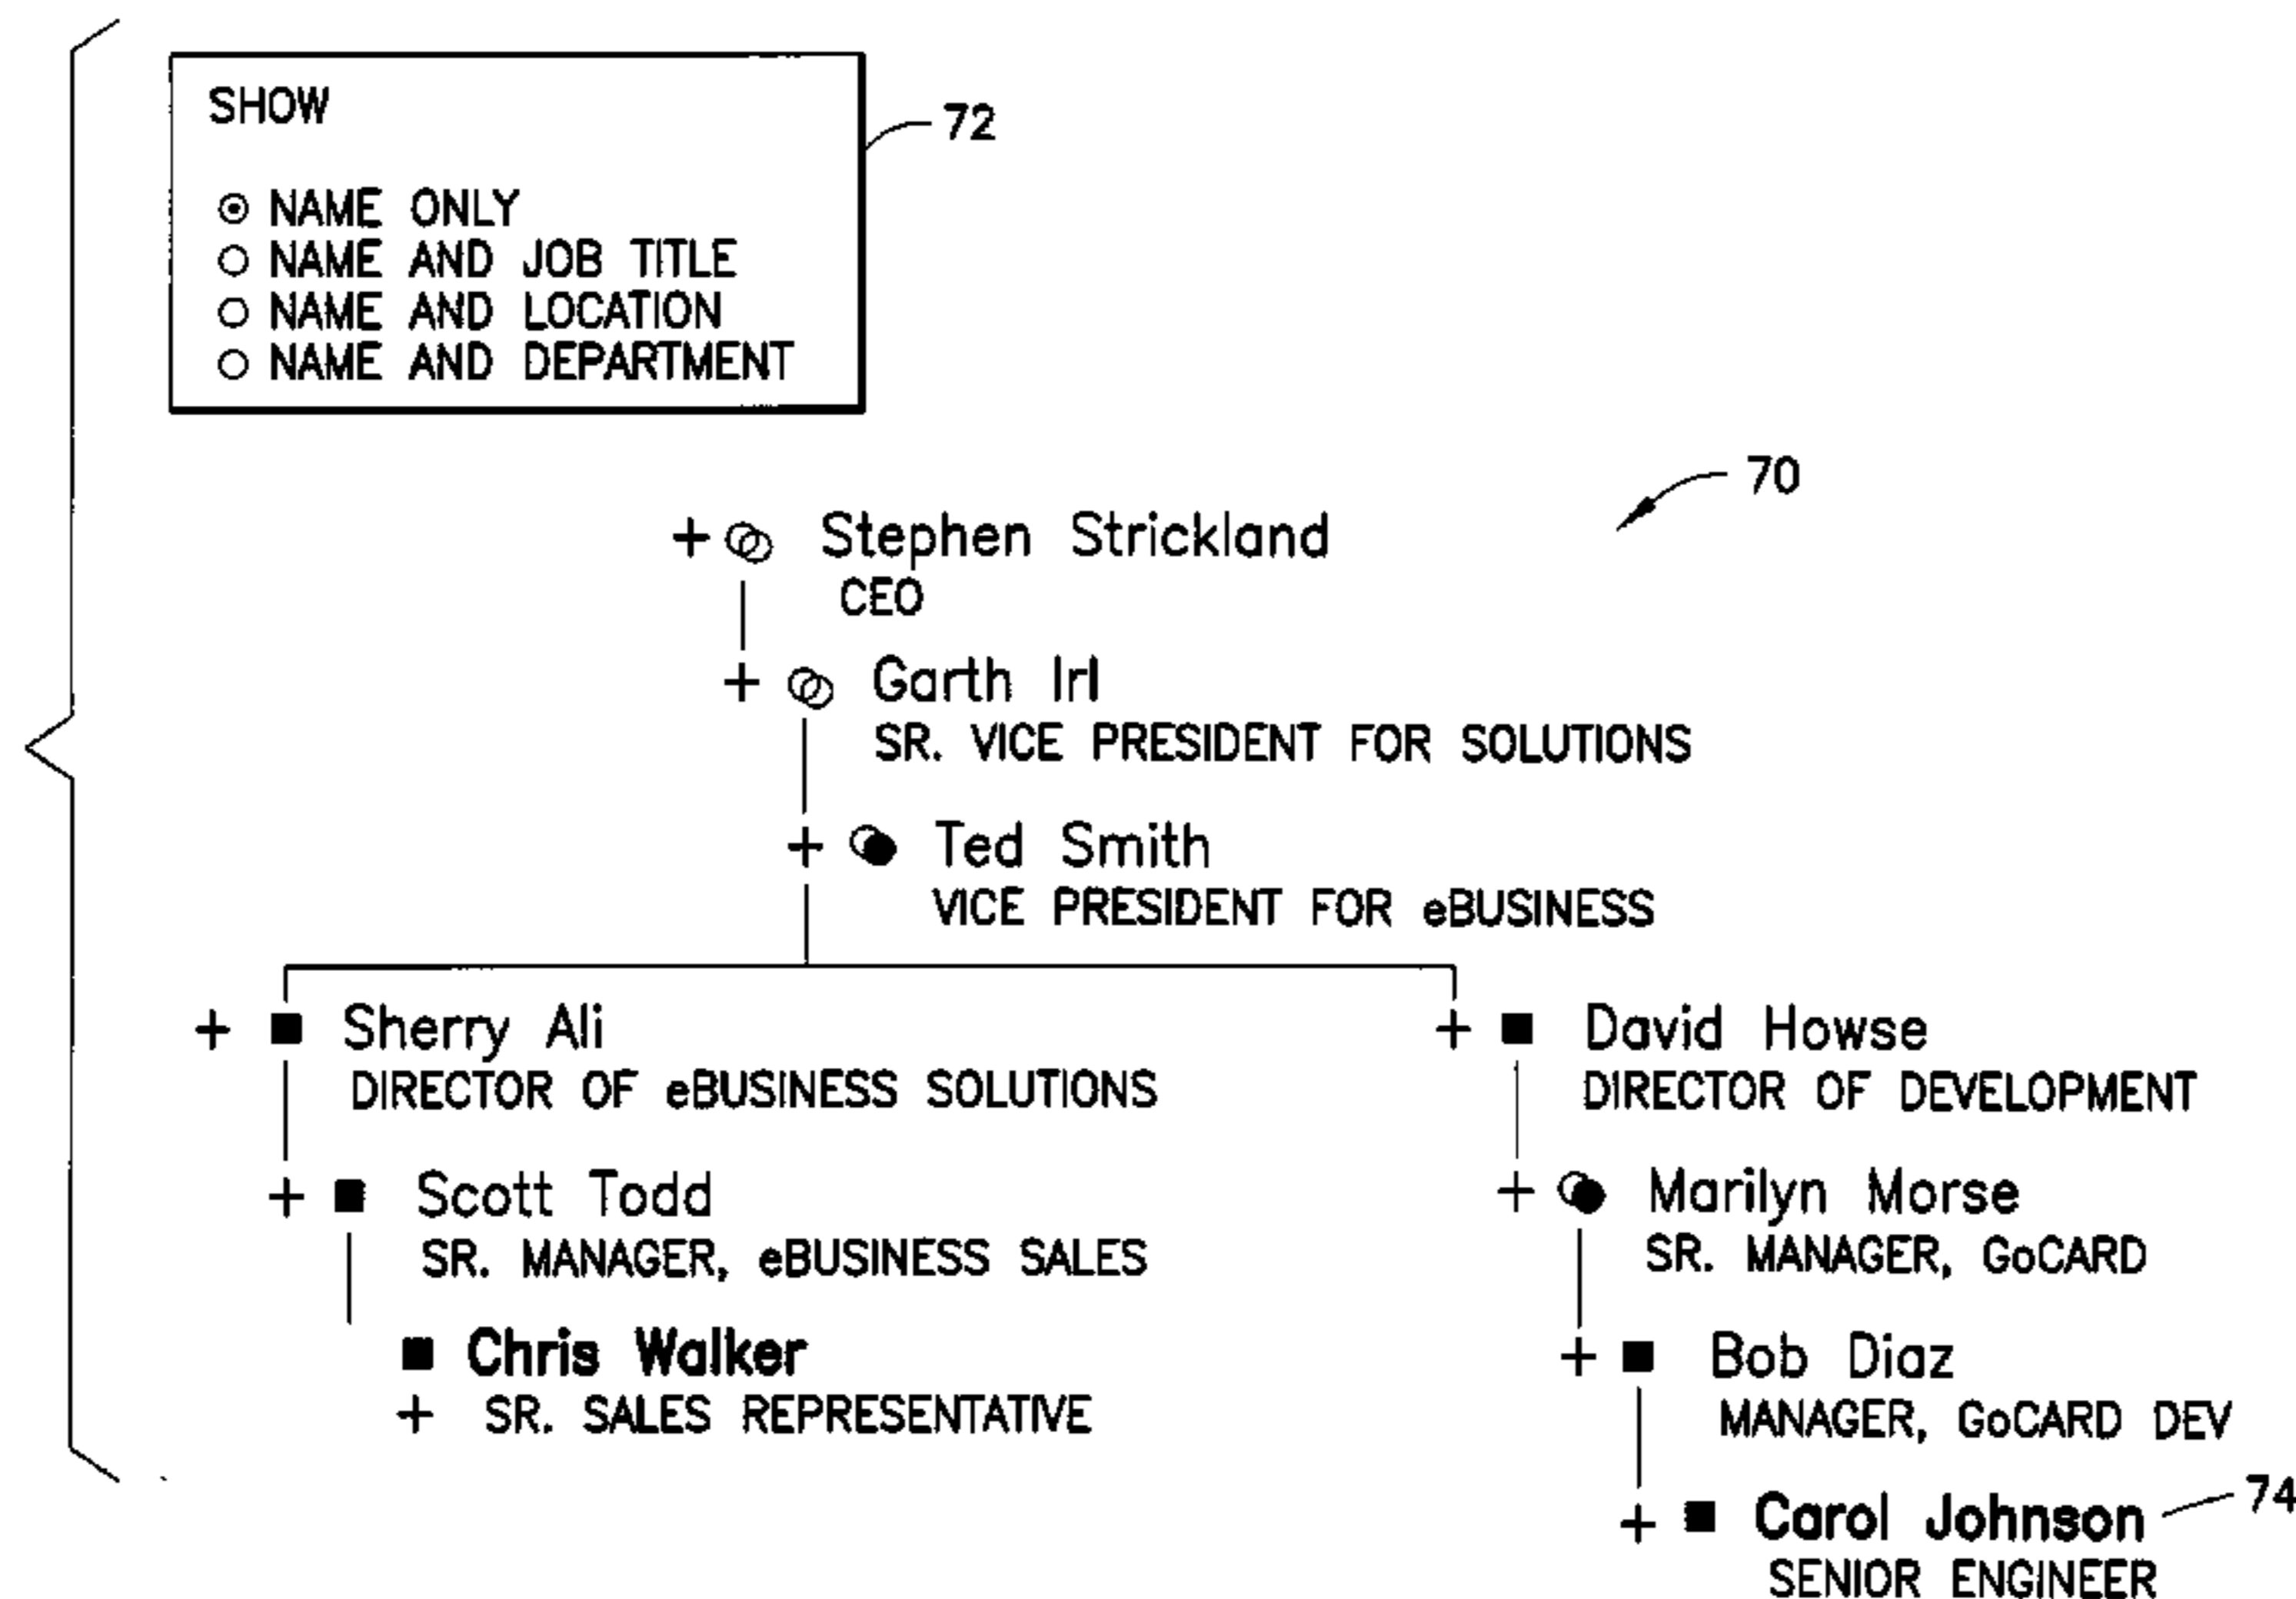 SHOW
72
NAME ONLY
NAME AND JOB TITLE
NAME AND LOCATION
NAME AND DEPARTMENT
70
+ Stephen Strickland
CEO
+ Garth Irl
SR. VICE PRESIDENT FOR SOLUTIONS
+ Ted Smith
VICE PRESIDENT FOR eBUSINESS
+ Sherry Ali
DIRECTOR OF eBUSINESS SOLUTIONS
+ Scott Todd
SR. MANAGER, eBUSINESS SALES
Chris Walker
+ SR. SALES REPRESENTATIVE
+ David Howse
DIRECTOR OF DEVELOPMENT
+ Marilyn Morse
SR. MANAGER, GoCARD
+ Bob Diaz
MANAGER, GoCARD DEV
+ Carol Johnson
74
SENIOR ENGINEER